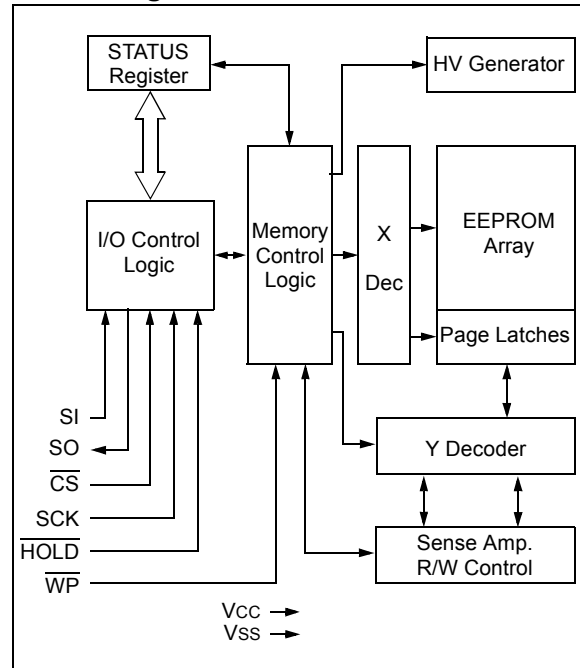 STATUS
Register
HV Generator
I/O Control
Logic
Memory
Control
Logic
X
Dec
EEPROM
Array
Page Latches
SI
SO
CS
SCK
HOLD
WP
Y Decoder
Sense Amp.
R/W Control
VCC
VSS